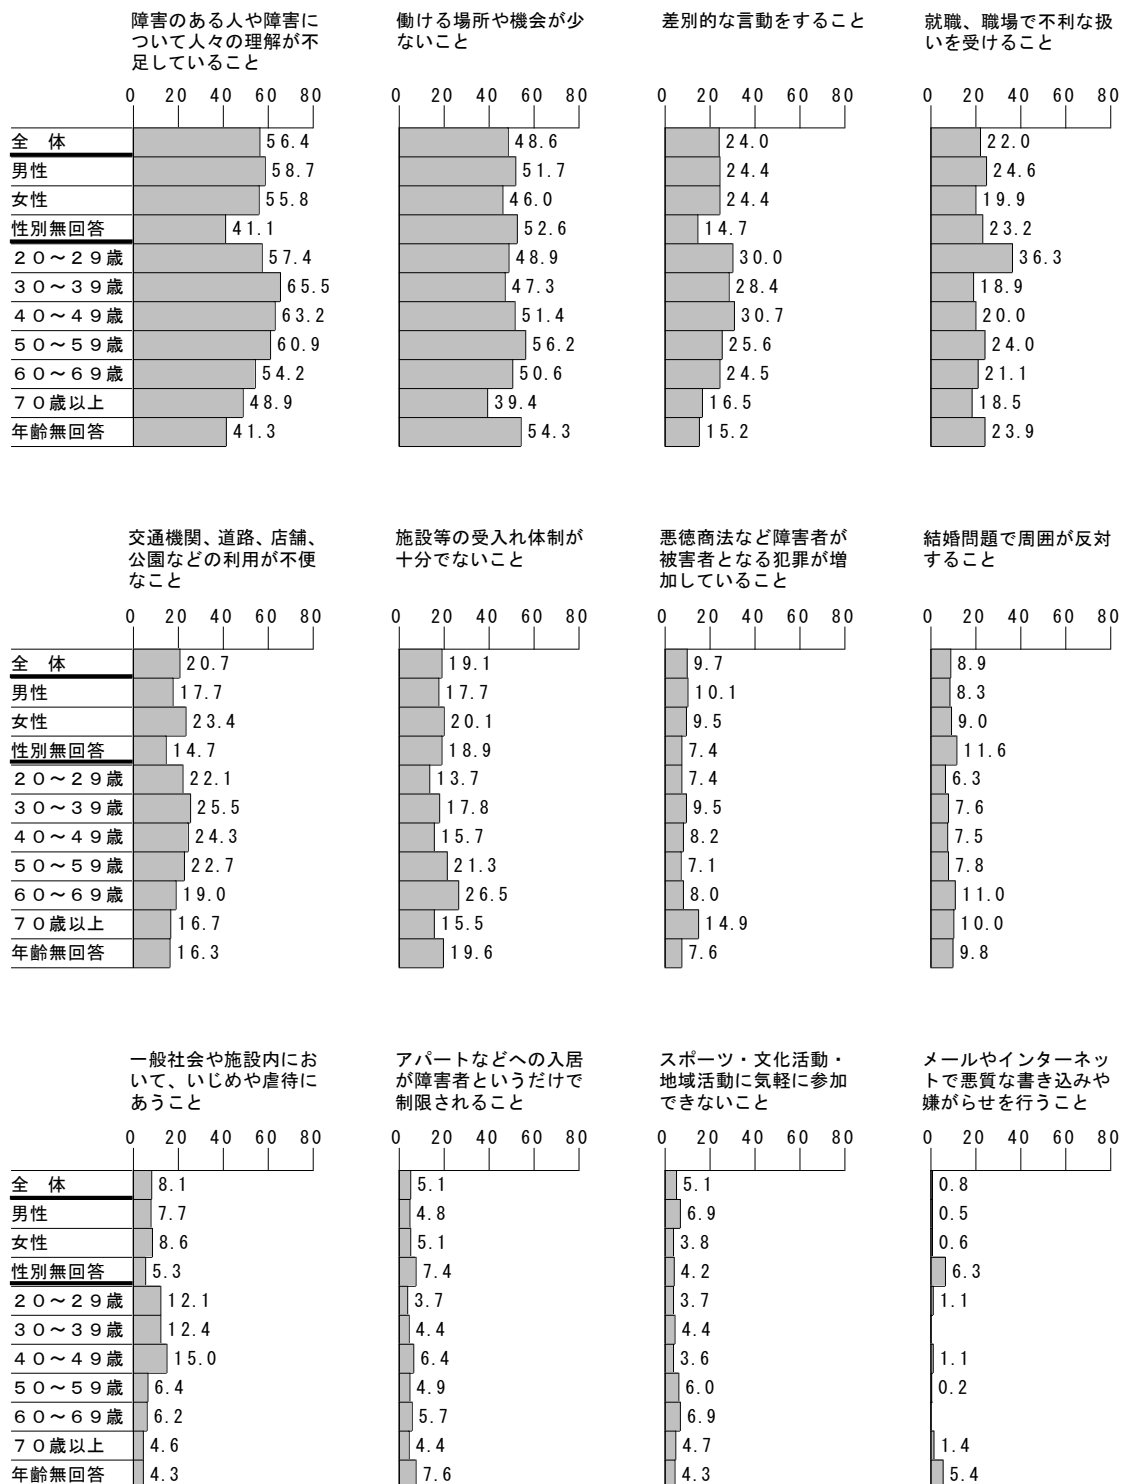 障害のある人や障害に
ついて人々の理解が不
足していること
働ける場所や機会が少
ないこと
差別的な言動をすること
就職、職場で不利な扱
いを受けること
0 20 40 60 80 0 20 40 60 80 0 20 40 60 80 0 20 40 60 80
全 体 56.4 48.6 24.0 22.0
男性 58.7 51.7 24.4 24.6
女性 55.8 46.0 24.4 19.9
性別無回答 41.1 52.6 14.7 23.2
20～29歳 57.4 48.9 30.0 36.3
30～39歳 65.5 47.3 28.4 18.9
40～49歳 63.2 51.4 30.7 20.0
50～59歳 60.9 56.2 25.6 24.0
60～69歳 54.2 50.6 24.5 21.1
70歳以上 48.9 39.4 16.5 18.5
年齢無回答 41.3 54.3 15.2 23.9
交通機関、道路、店舗、
公園などの利用が不便
なこと
施設等の受入れ体制が
十分でないこと
悪徳商法など障害者が
被害者となる犯罪が増
加していること
結婚問題で周囲が反対
すること
0 20 40 60 80 0 20 40 60 80 0 20 40 60 80 0 20 40 60 80
全 体 20.7 19.1 9.7 8.9
男性 17.7 17.7 10.1 8.3
女性 23.4 20.1 9.5 9.0
性別無回答 14.7 18.9 7.4 11.6
20～29歳 22.1 13.7 7.4 6.3
30～39歳 25.5 17.8 9.5 7.6
40～49歳 24.3 15.7 8.2 7.5
50～59歳 22.7 21.3 7.1 7.8
60～69歳 19.0 26.5 8.0 11.0
70歳以上 16.7 15.5 14.9 10.0
年齢無回答 16.3 19.6 7.6 9.8
一般社会や施設内にお
いて、いじめや虐待に
あうこと
アパートなどへの入居
が障害者というだけで
制限されること
スポーツ・文化活動・
地域活動に気軽に参加
できないこと
メールやインターネッ
トで悪質な書き込みや
嫌がらせを行うこと
0 20 40 60 80 0 20 40 60 80 0 20 40 60 80 0 20 40 60 80
全 体 8.1 5.1 5.1 0.8
男性 7.7 4.8 6.9 0.5
女性 8.6 5.1 3.8 0.6
性別無回答 5.3 7.4 4.2 6.3
20～29歳 12.1 3.7 3.7 1.1
30～39歳 12.4 4.4 4.4
40～49歳 15.0 6.4 3.6 1.1
50～59歳 6.4 4.9 6.0 0.2
60～69歳 6.2 5.7 6.9
70歳以上 4.6 4.4 4.7 1.4
年齢無回答 4.3 7.6 4.3 5.4